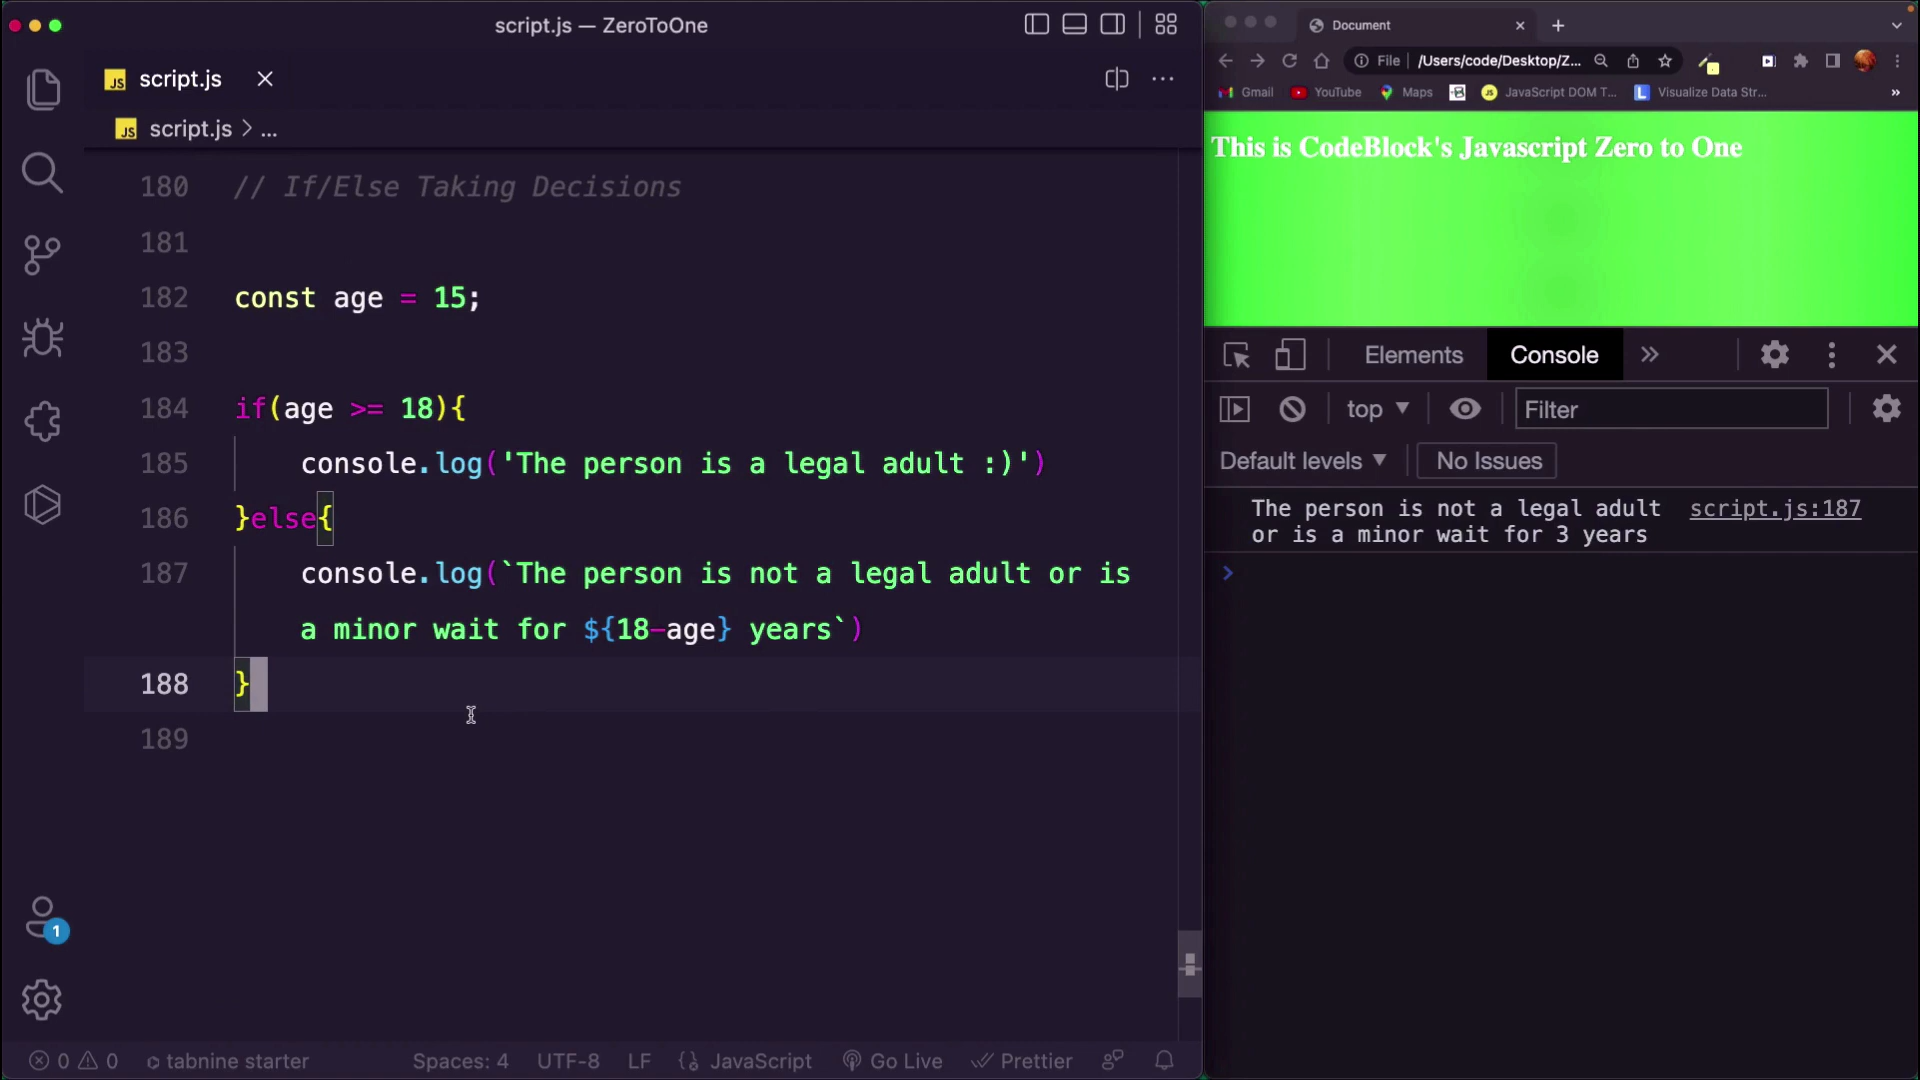 script.js — ZeroToOne
JS script.js
JS script.js > ...
180 // If/Else Taking Decisions
181
182 const age = 15;
183
184 if(age >= 18){
185 console.log('The person is a legal adult :)')
186 }else{
187 console.log(`The person is not a legal adult or is
a minor wait for ${18-age} years`)
188 }
189
1
0 0 tabnine starter Spaces: 4 UTF-8 LF {} JavaScript Go Live Prettier
Document
File /Users/code/Desktop/Z...
Gmail YouTube Maps JS JavaScript DOM T... L Visualize Data Str... »
This is CodeBlock's Javascript Zero to One
Elements Console »
top Filter
Default levels No Issues
The person is not a legal adult script.js:187
or is a minor wait for 3 years
>